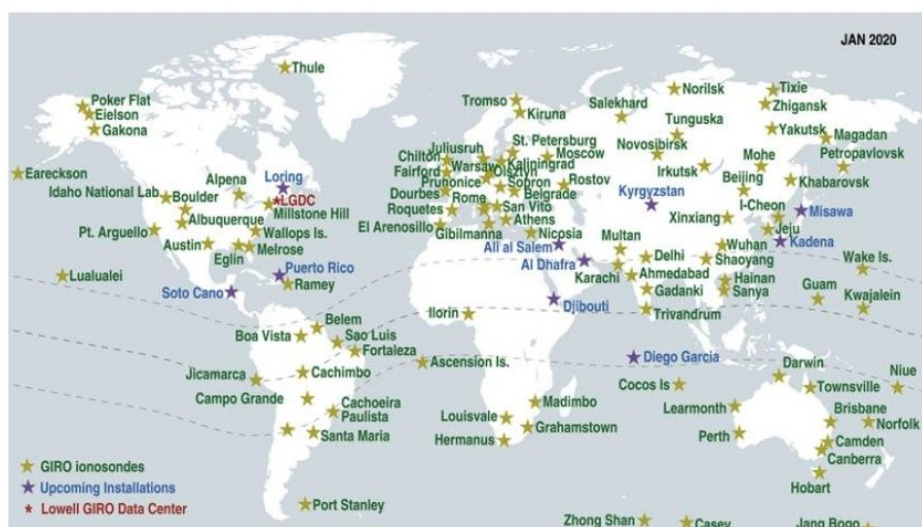 JAN 2020
Thule
Poker Flat
Eielson
Gakona
Eareckson
Idaho National Lab
Boulder
Alpena
Loring
LGDC
Millstone Hill
Albuquerque
Wallops Is.
Pt. Arguello
Austin
Eglin
Melrose
Lualualei
Puerto Rico
Ramey
Soto Cano
Tromso
Kiruna
Salekhard
Norilsk
Tixie
Zhigansk
Tunguska
Yakutsk
Magadan
Petropavlovsk
Juliusruh
St. Petersburg
Chilton
Warsaw
Kaliningrad
Moscow
Novosibirsk
Fairford
Olsztyn
Irkutsk
Mohe
Pruhonice
Sopron
Rostov
Beijing
Khabarovsk
Dourbes
Rome
Belgrade
Kyrgyzstan
I-Cheon
Misawa
Roquetes
San Vito
Xinxiang
Jeju
El Arenosillo
Gibilmanna
Athens
Nicosia
Kadena
Ali al Salem
Multan
Delhi
Wuhan
Shaoyang
Al Dhafra
Karachi
Ahmedabad
Hainan
Wake Is.
Gadanki
Sanya
Guam
Kwajalein
Djibouti
Trivandrum
Ilorin
Belem
Boa Vista
Sao Luis
Fortaleza
Ascension Is.
Diego Garcia
Jicamarca
Cachimbo
Campo Grande
Cachoeira
Paulista
Santa Maria
Cocos Is
Darwin
Niue
Townsville
Madimbo
Louisvale
Grahamstown
Hermanus
Learmonth
Brisbane
Norfolk
Perth
Camden
Canberra
Hobart
GIRO ionosondes
Upcoming Installations
Lowell GIRO Data Center
Port Stanley
Zhong Shan
Casey
Jang Bogo